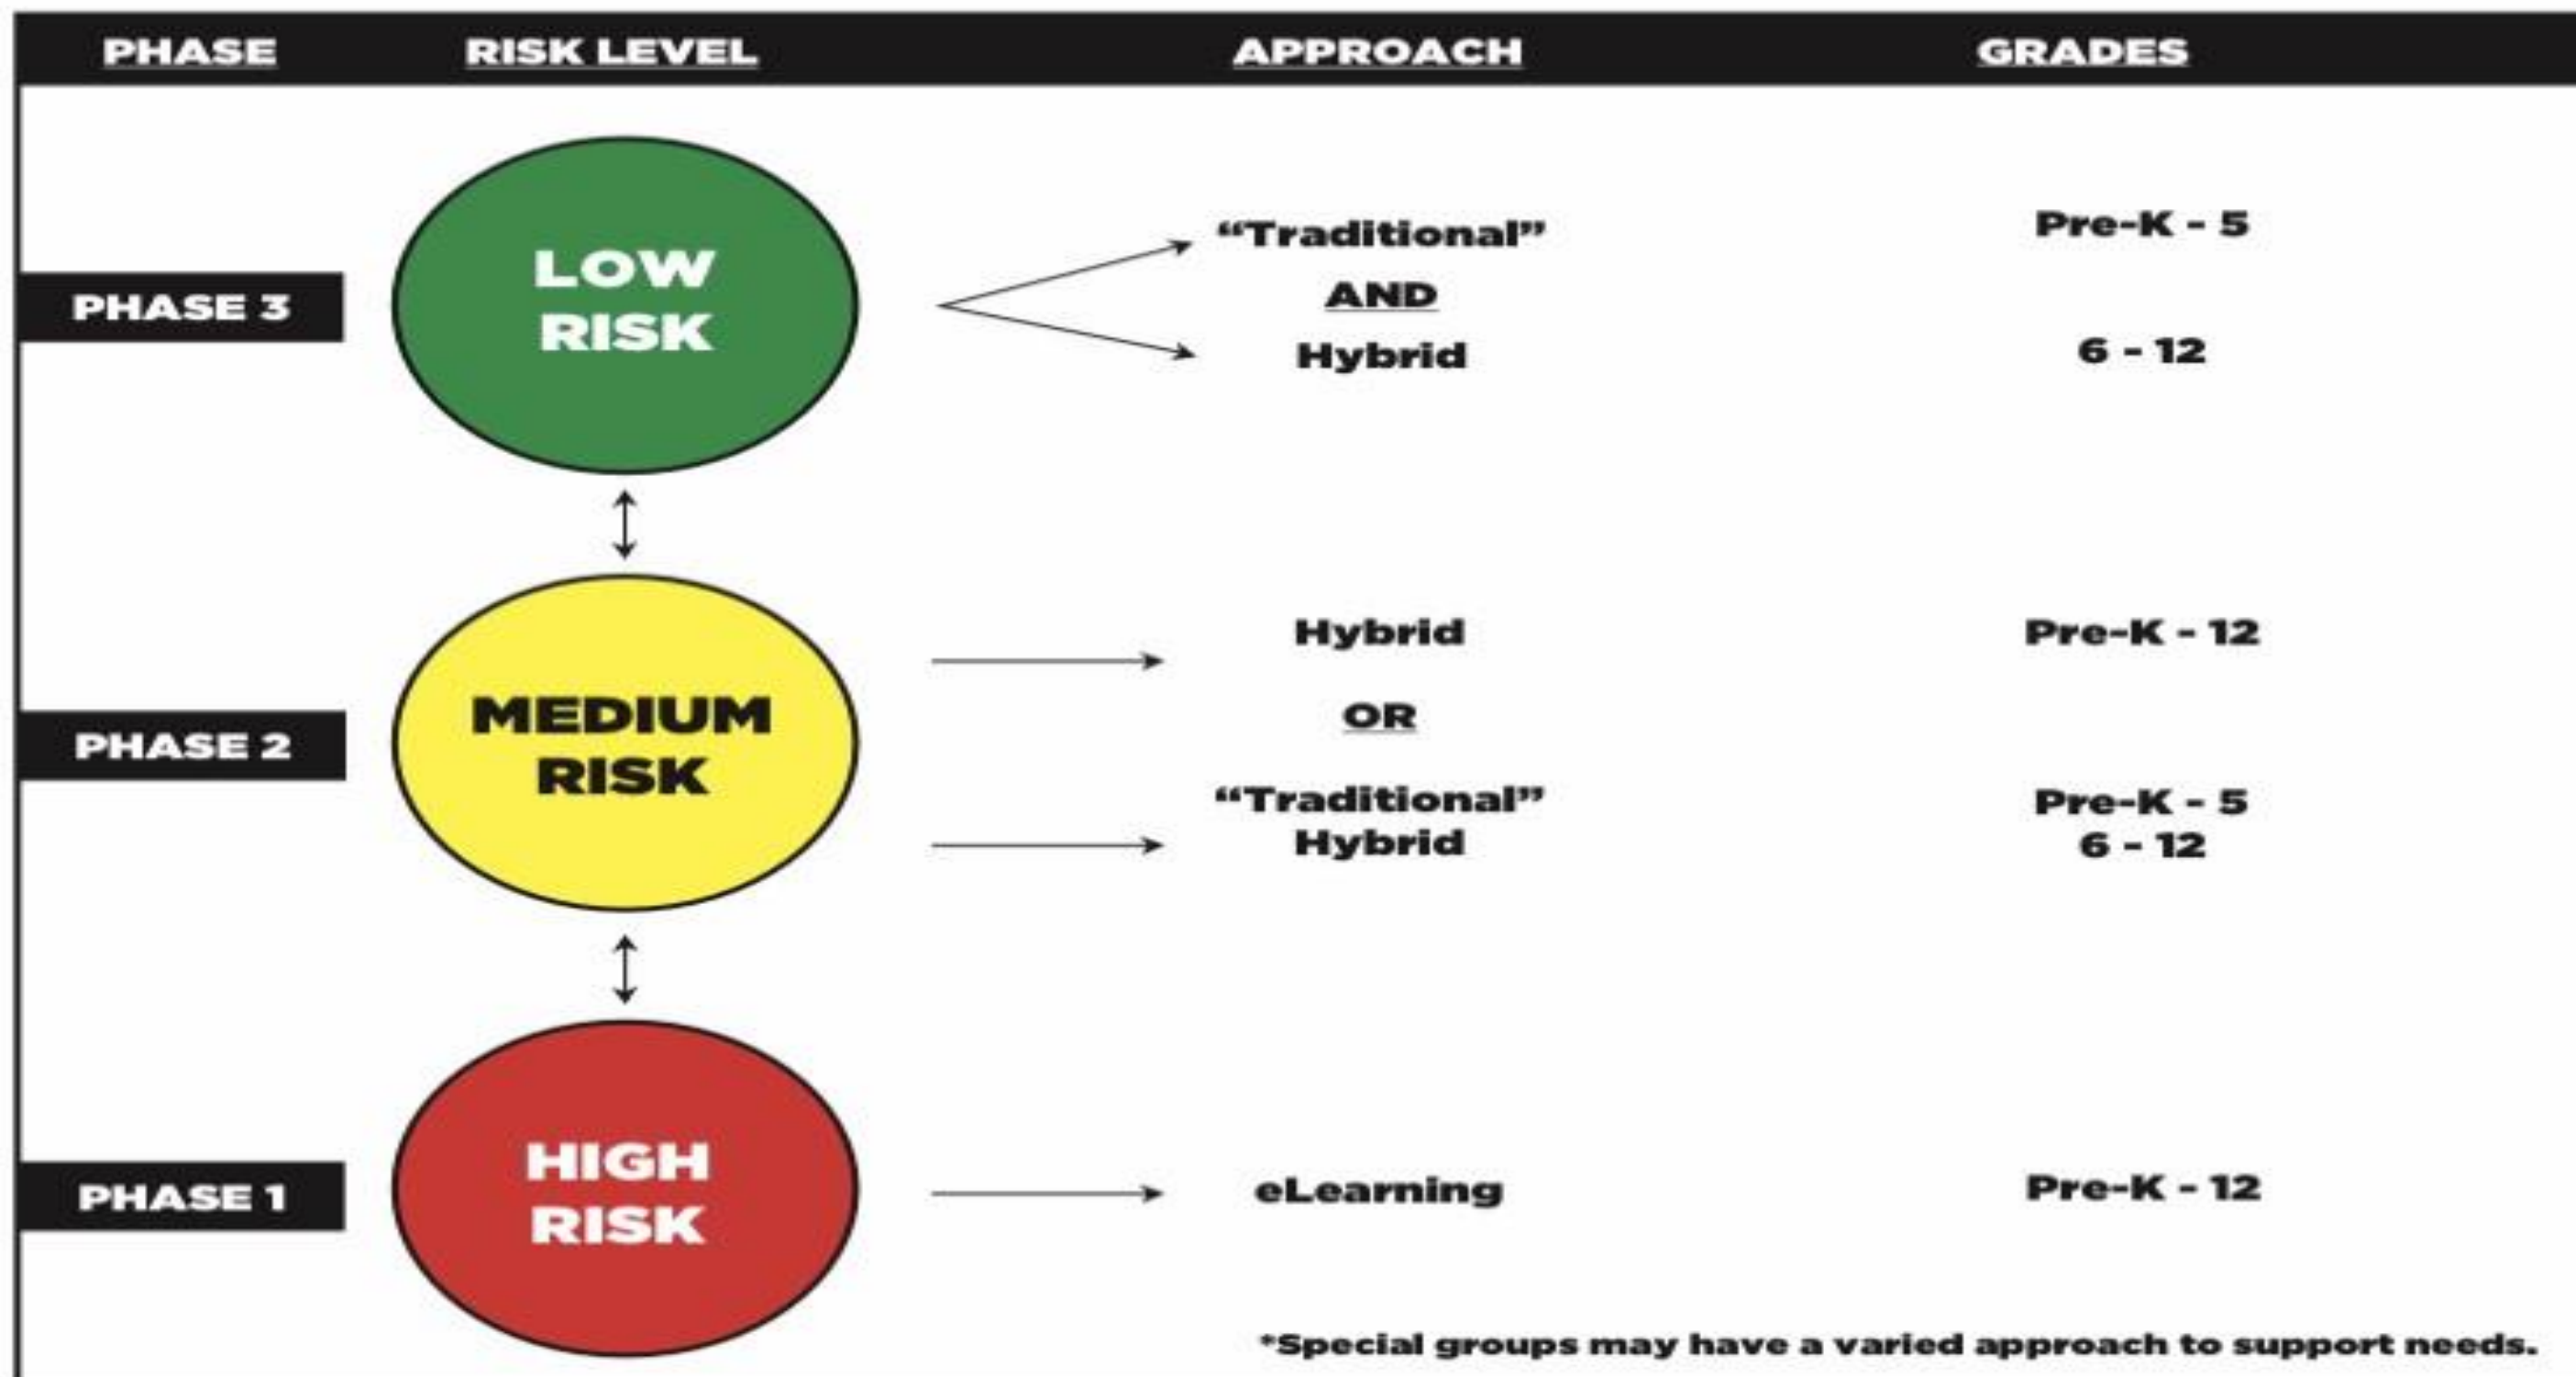 PHASE RISK LEVEL APPROACH GRADES
PHASE 3
LOW
RISK
“Traditional” Pre-K - 5
AND
Hybrid 6 - 12
PHASE 2
MEDIUM
RISK
Hybrid Pre-K - 12
OR
“Traditional” Pre-K - 5
Hybrid 6 - 12
PHASE 1
HIGH
RISK
eLearning Pre-K - 12
*Special groups may have a varied approach to support needs.